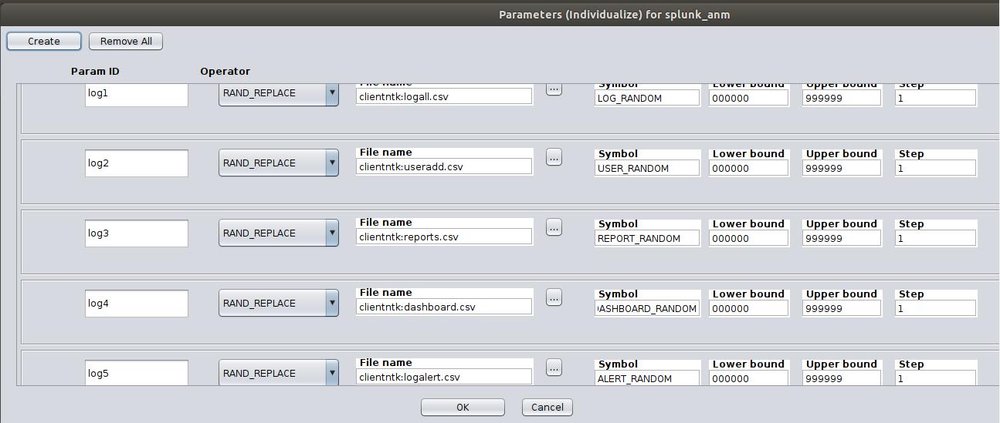 Parameters (Individualize) for splunk_anm
Create Remove All
Param ID Operator
File name Symbol Lower bound Upper bound Step
log1 RAND_REPLACE clientntk:logall.csv ... LOG_RANDOM 000000 999999 1
File name Symbol Lower bound Upper bound Step
log2 RAND_REPLACE clientntk:useradd.csv ... USER_RANDOM 000000 999999 1
File name Symbol Lower bound Upper bound Step
log3 RAND_REPLACE clientntk:reports.csv ... REPORT_RANDOM 000000 999999 1
File name Symbol Lower bound Upper bound Step
log4 RAND_REPLACE clientntk:dashboard.csv ... DASHBOARD_RANDOM 000000 999999 1
File name Symbol Lower bound Upper bound Step
log5 RAND_REPLACE clientntk:logalert.csv ... ALERT_RANDOM 000000 999999 1
OK Cancel